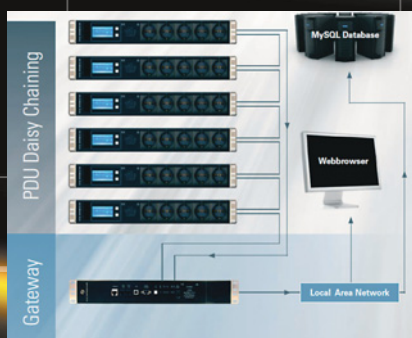 MySQL Database
PDU Daisy Chaining
Webbrowser
Gateway
Local Area Network